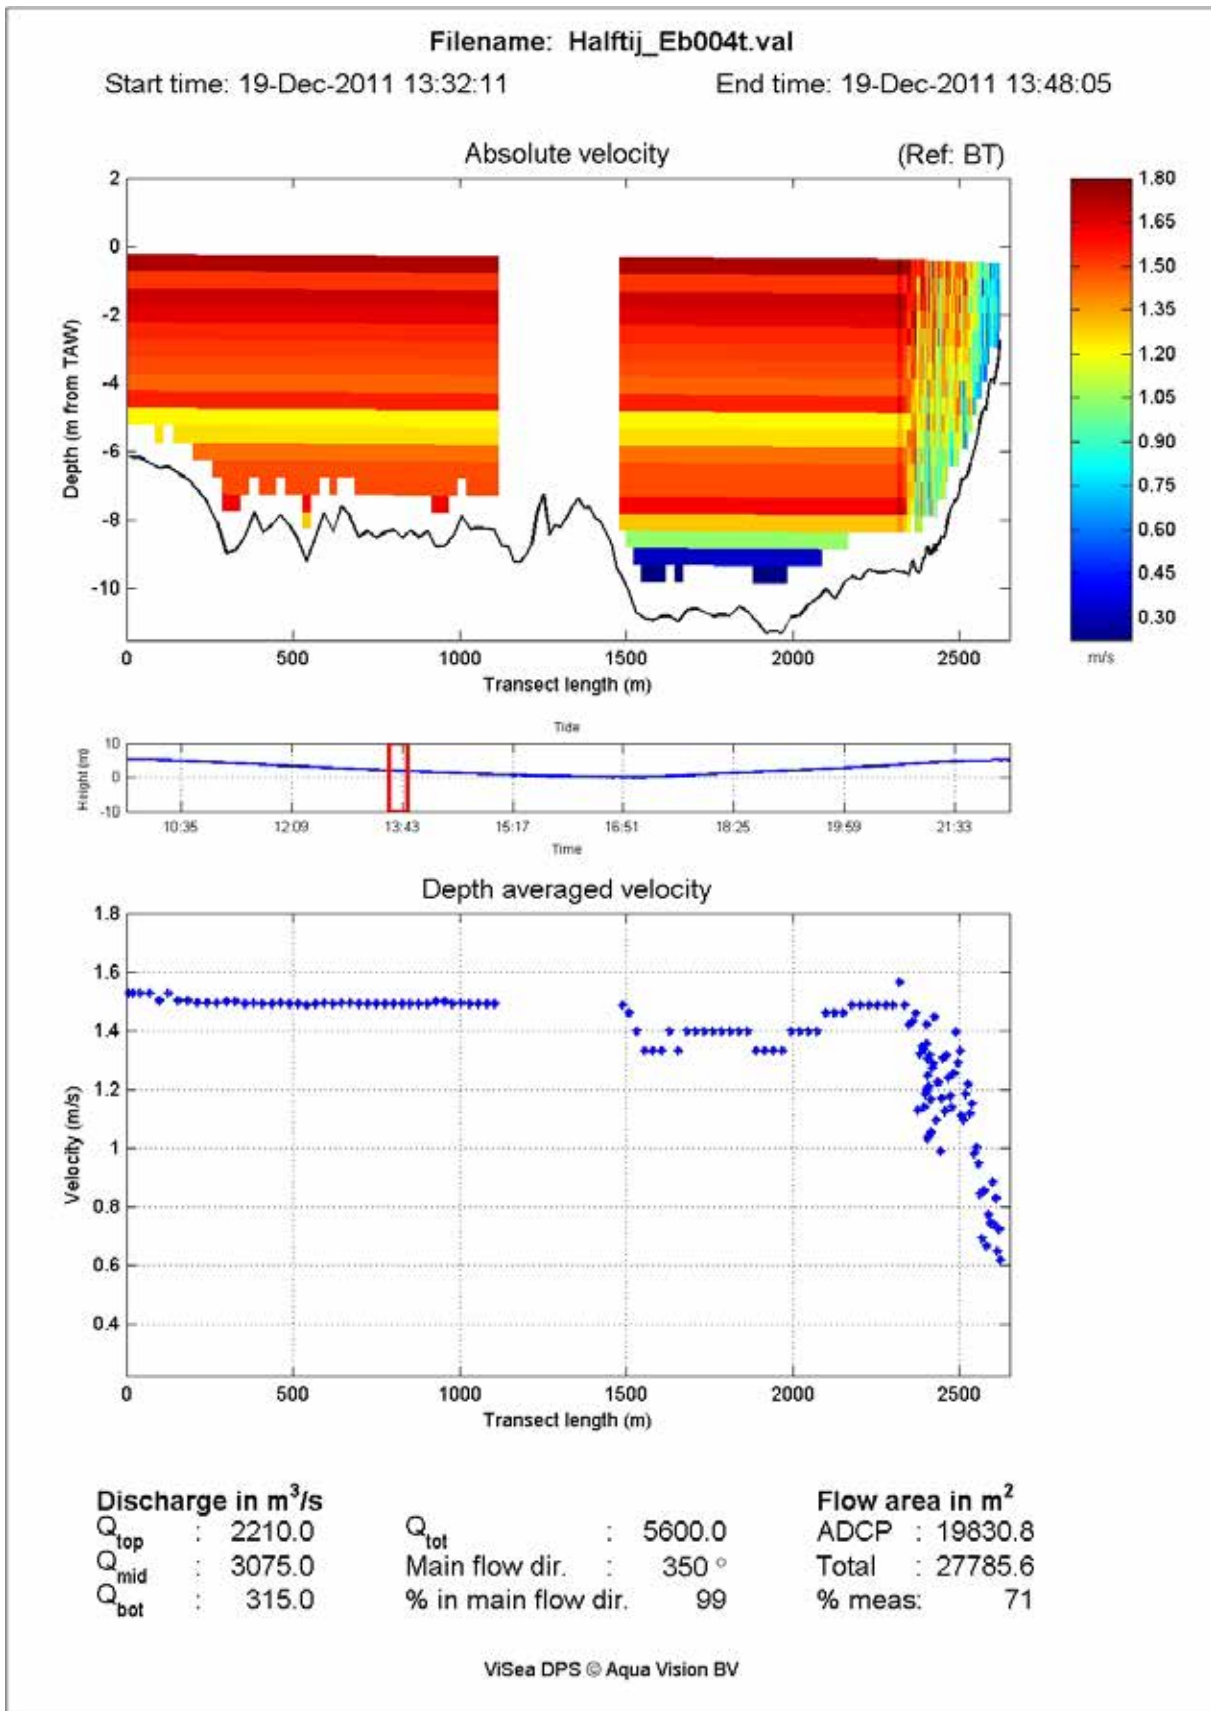 Filename: Halftij_Eb004t.val
Start time: 19-Dec-2011 13:32:11 End time: 19-Dec-2011 13:48:05
Absolute velocity (Ref: BT)
2
0
-2
-4
-6
-8
-10
Depth (m from TAW)
0 500 1000 1500 2000 2500
Transect length (m)
1.80
1.65
1.50
1.35
1.20
1.05
0.90
0.75
0.60
0.45
0.30
m/s
Tide
10
0
-10
Height (m)
10:35 12:09 13:43 15:17 16:51 18:25 19:59 21:33
Time
Depth averaged velocity
1.8
1.6
1.4
1.2
1
0.8
0.6
0.4
Velocity (m/s)
0 500 1000 1500 2000 2500
Transect length (m)
Discharge in m³/s Flow area in m²
Qtop : 2210.0 Qtot : 5600.0 ADCP : 19830.8
Qmid : 3075.0 Main flow dir. : 350 ° Total : 27785.6
Qbot : 315.0 % in main flow dir. 99 % meas: 71
ViSea DPS © Aqua Vision BV